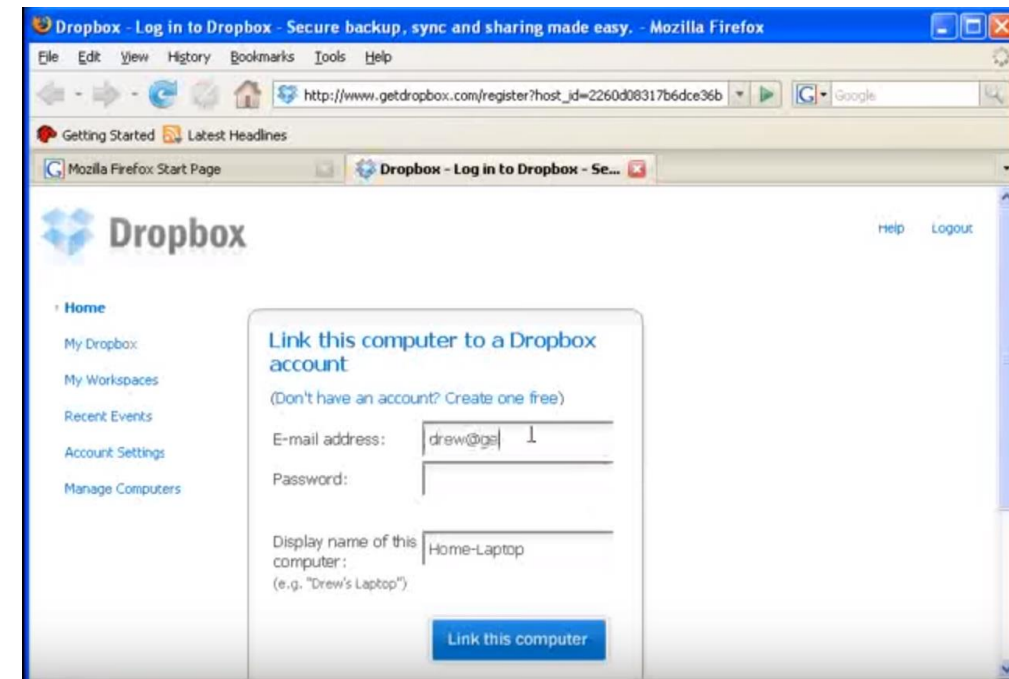 Dropbox - Log in to Dropbox - Secure backup, sync and sharing made easy. - Mozilla Firefox
File Edit View History Bookmarks Tools Help
http://www.getdropbox.com/register?host_id=2260d08317b6dce36b G Google
Getting Started Latest Headlines
G Mozilla Firefox Start Page Dropbox - Log in to Dropbox - Se...
Dropbox
Help Logout
Home
My Dropbox
My Workspaces
Recent Events
Account Settings
Manage Computers
Link this computer to a Dropbox
account
(Don't have an account? Create one free)
E-mail address: drew@ge
Password:
Display name of this
computer: Home-Laptop
(e.g. "Drew's Laptop")
Link this computer